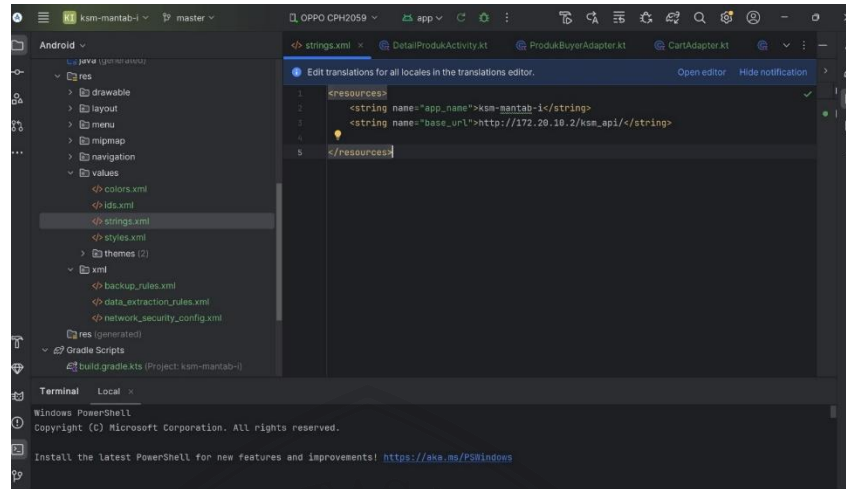 KI ksm-mantab-i master OPPO CPH2059 app
Android
strings.xml DetailProdukActivity.kt ProdukBuyerAdapter.kt CartAdapter.kt
java (generated)
res
drawable
layout
menu
mipmap
navigation
values
colors.xml
ids.xml
strings.xml
styles.xml
themes (2)
xml
backup_rules.xml
data_extraction_rules.xml
network_security_config.xml
res (generated)
Gradle Scripts
build.gradle.kts (Project: ksm-mantab-i)
Edit translations for all locales in the translations editor. Open editor Hide notification
1 <resources>
2 <string name="app_name">ksm-mantab-i</string>
3 <string name="base_url">http://172.20.10.2/ksm_api/</string>
4
5 </resources>
Terminal Local
Windows PowerShell
Copyright (C) Microsoft Corporation. All rights reserved.
Install the latest PowerShell for new features and improvements! https://aka.ms/PSWindows